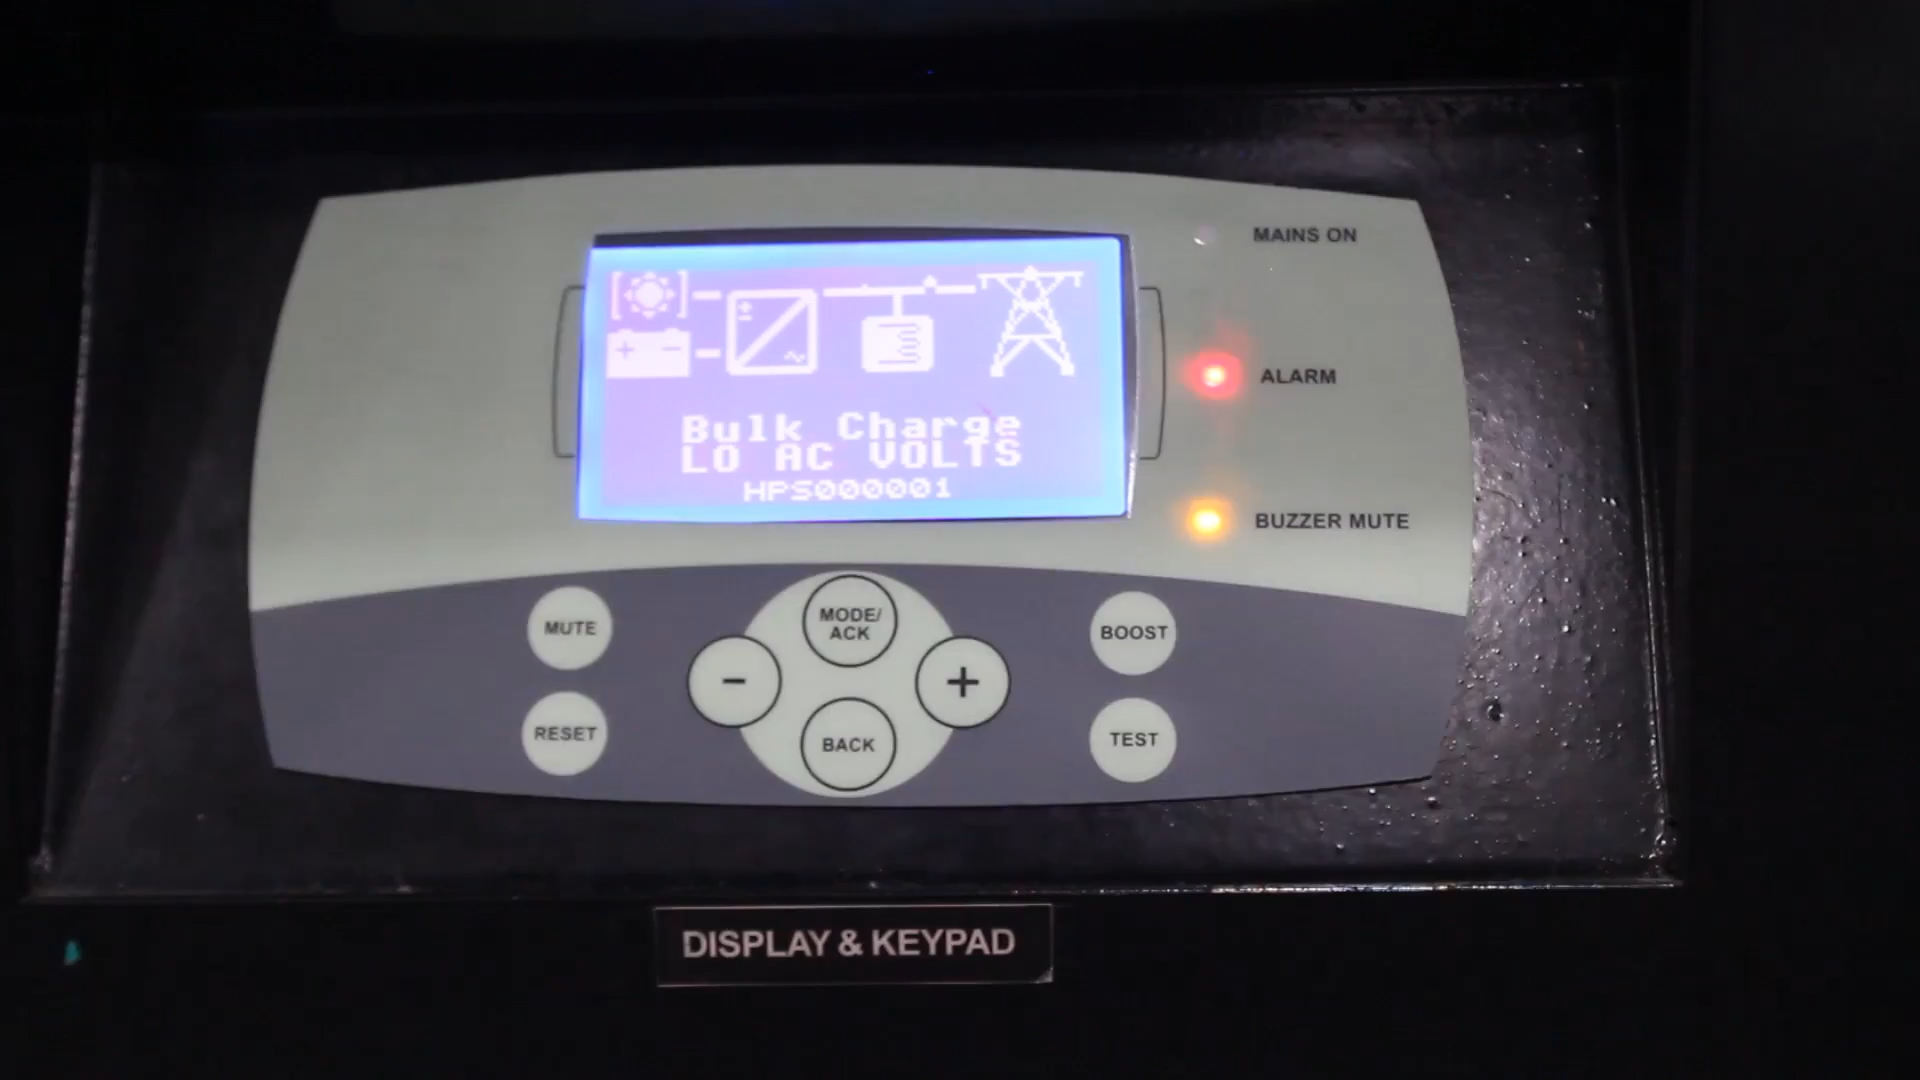 MAINS ON
ALARM
Bulk Charge
LO AC VOLTS
HPS000001
BUZZER MUTE
MUTE
MODE/
ACK
BOOST
-
+
RESET
BACK
TEST
DISPLAY & KEYPAD